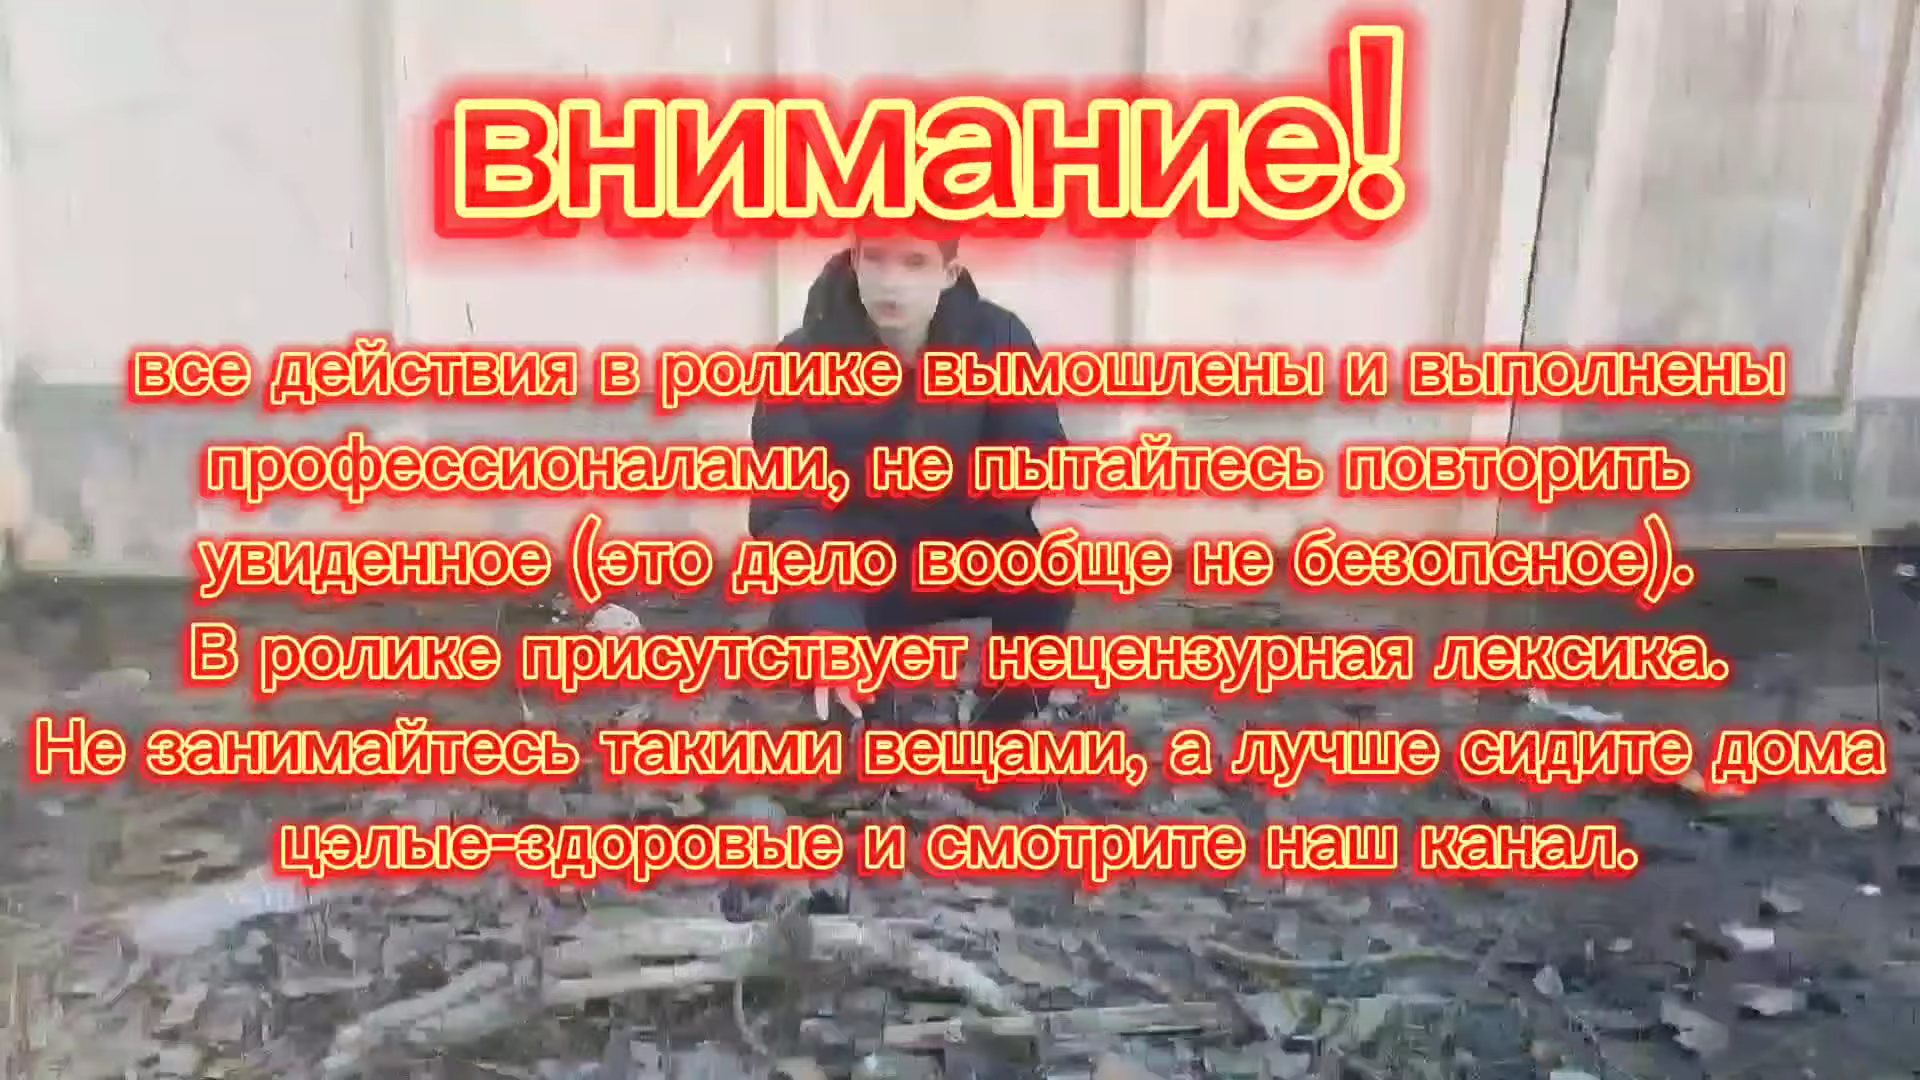 внимание!
все действия в ролике вымошлены и выполнены
профессионалами, не пытайтесь повторить
увиденное (это дело вообще не безопсное).
В ролике присутствует нецензурная лексика.
Не занимайтесь такими вещами, а лучше сидите дома
цэлые-здоровые и смотрите наш канал.